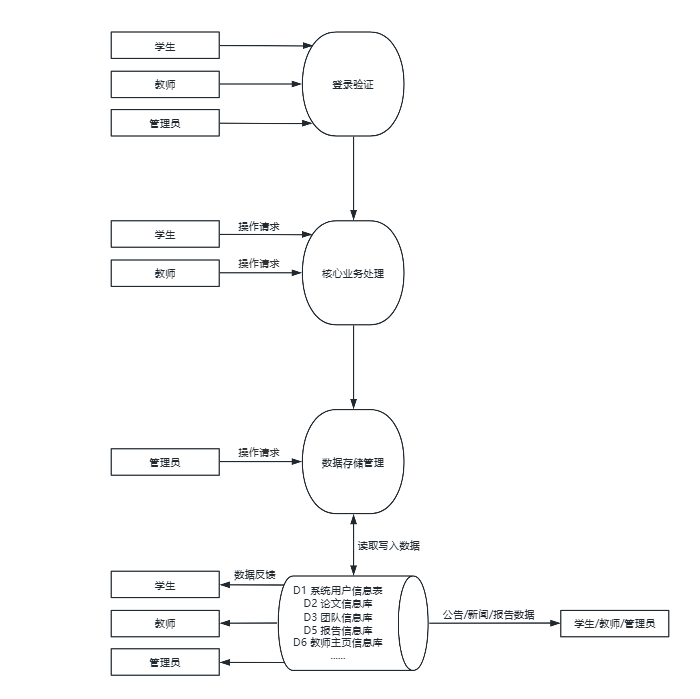 学生
教师
管理员
登录验证
学生
操作请求
教师
操作请求
核心业务处理
管理员
操作请求
数据存储管理
读取写入数据
学生
数据反馈
教师
管理员
D1 系统用户信息表
D2 论文信息库
D3 团队信息库
D5 报告信息库
D6 教师主页信息库
......
公告/新闻/报告数据
学生/教师/管理员